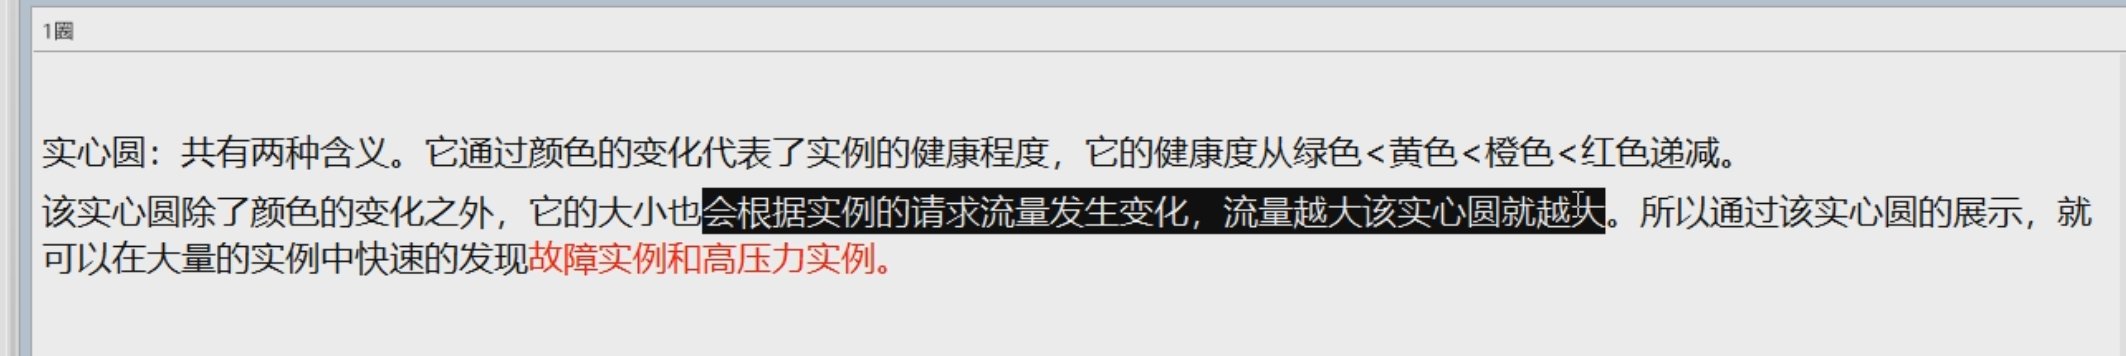 1圈
实心圆：共有两种含义。它通过颜色的变化代表了实例的健康程度，它的健康度从绿色<黄色<橙色<红色递减。
该实心圆除了颜色的变化之外，它的大小也会根据实例的请求流量发生变化，流量越大该实心圆就越大。所以通过该实心圆的展示，就
可以在大量的实例中快速的发现故障实例和高压力实例。